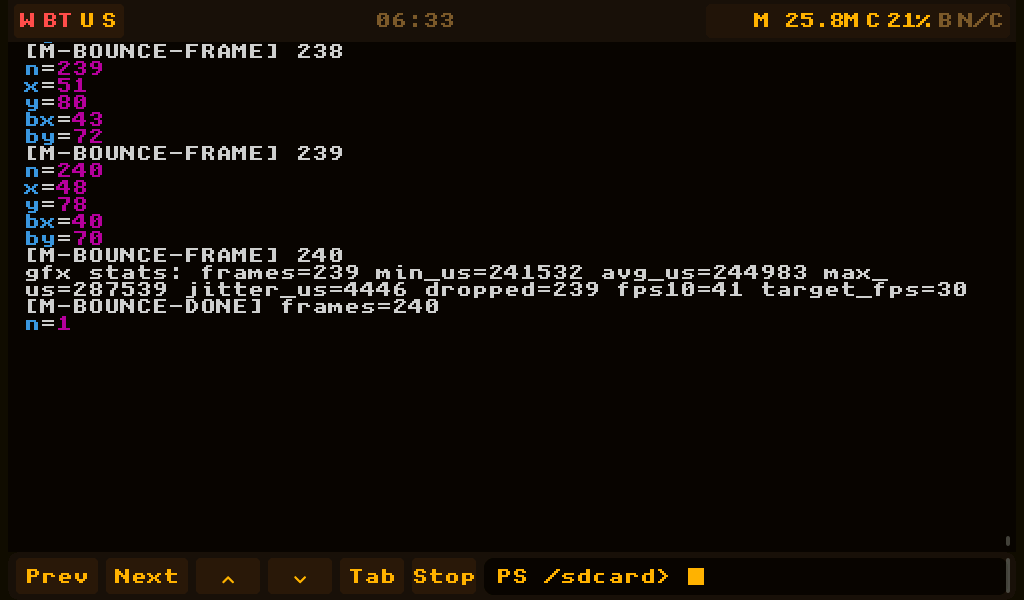 W BT U S 06:33 M 25.8M C 21% B N/C
[M-BOUNCE-FRAME] 238
n=239
x=51
y=80
bx=43
by=72
[M-BOUNCE-FRAME] 239
n=240
x=48
y=78
bx=40
by=70
[M-BOUNCE-FRAME] 240
gfx stats: frames=239 min_us=241532 avg_us=244983 max_
us=287539 jitter_us=4446 dropped=239 fps10=41 target_fps=30
[M-BOUNCE-DONE] frames=240
n=1
Prev Next ^ ⌄ Tab Stop PS /sdcard>